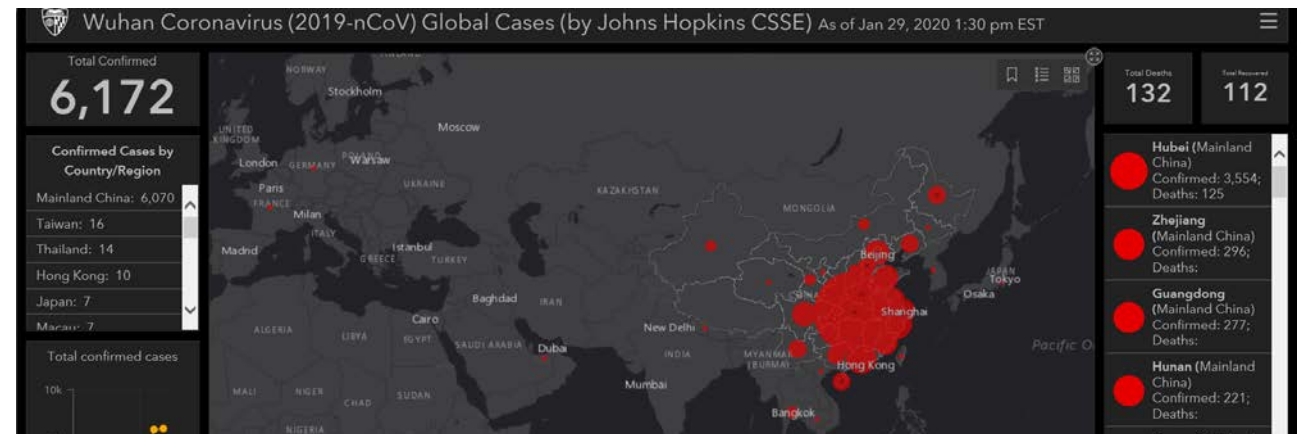 Wuhan Coronavirus (2019-nCoV) Global Cases (by Johns Hopkins CSSE) As of Jan 29, 2020 1:30 pm EST
Total Confirmed
6,172
Confirmed Cases by
Country/Region
Mainland China: 6,070
Taiwan: 16
Thailand: 14
Hong Kong: 10
Japan: 7
Macau: 7
Total confirmed cases
10k
NORWAY
Stockholm
Moscow
UNITED
KINGDOM
London
GERMANY
POLAND
Warsaw
Paris
UKRAINE
KAZAKHSTAN
FRANCE
MONGOLIA
Milan
ITALY
Madrid
Istanbul
GREECE
TURKEY
Beijing
JAPAN
Tokyo
Osaka
CHINA
Baghdad
IRAN
Shanghai
Cairo
New Delhi
ALGERIA
LIBYA
EGYPT
SAUDI ARABIA
Dubai
INDIA
MYANMAR
(BURMA)
Hong Kong
Pacific O
Mumbai
MALI
NIGER
CHAD
SUDAN
Bangkok
NIGERIA
Total Deaths
132
Total Recovered
112
Hubei (Mainland
China)
Confirmed: 3,554;
Deaths: 125
Zhejiang
(Mainland China)
Confirmed: 296;
Deaths:
Guangdong
(Mainland China)
Confirmed: 277;
Deaths:
Hunan (Mainland
China)
Confirmed: 221;
Deaths: